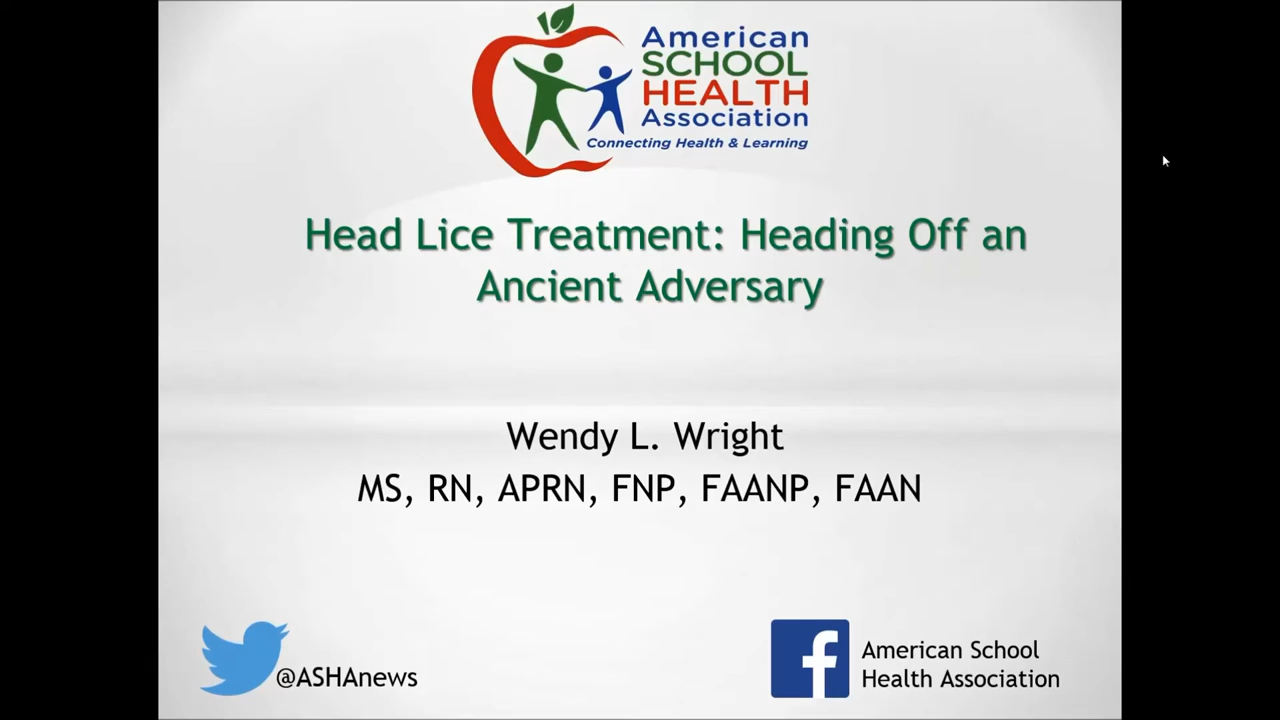 American
SCHOOL
HEALTH
Association
Connecting Health & Learning
Head Lice Treatment: Heading Off an
Ancient Adversary
Wendy L. Wright
MS, RN, APRN, FNP, FAANP, FAAN
@ASHAnews
f
American School
Health Association